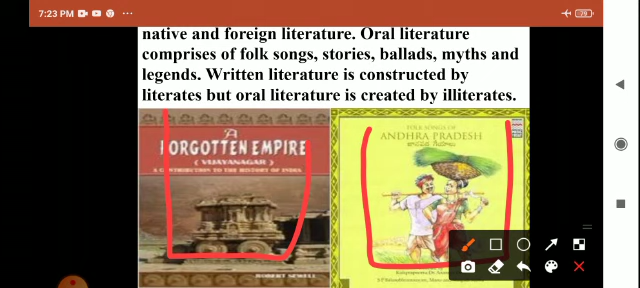 7:23 PM
29
native and foreign literature. Oral literature
comprises of folk songs, stories, ballads, myths and
legends. Written literature is constructed by
literates but oral literature is created by illiterates.
A
FORGOTTEN EMPIRE
( VIJAYANAGAR )
A CONTRIBUTION TO THE HISTORY OF INDIA
ROBERT SEWELL
FOLK SONGS OF
ANDHRA PRADESH